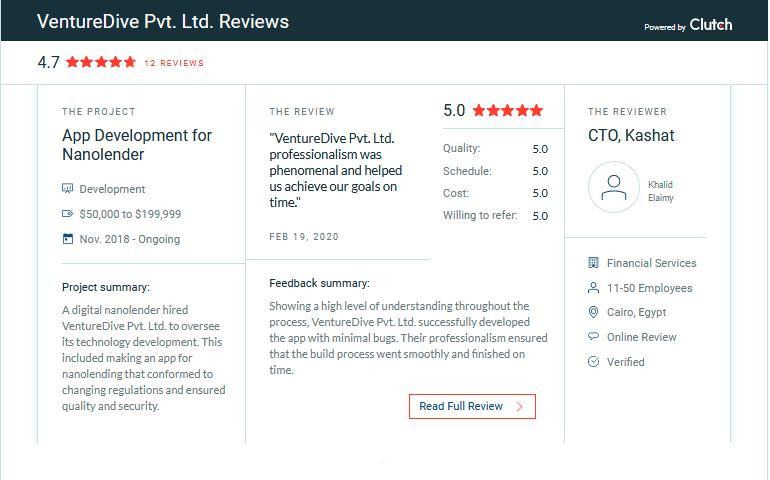 VentureDive Pvt. Ltd. Reviews
Powered by Clutch
4.7 12 REVIEWS
THE PROJECT
App Development for
Nanolender
Development
$50,000 to $199,999
Nov. 2018 - Ongoing
Project summary:
A digital nanolender hired
VentureDive Pvt. Ltd. to oversee
its technology development. This
included making an app for
nanolending that conformed to
changing regulations and ensured
quality and security.
THE REVIEW
"VentureDive Pvt. Ltd.
professionalism was
phenomenal and helped
us achieve our goals on
time."
FEB 19, 2020
5.0
Quality: 5.0
Schedule: 5.0
Cost: 5.0
Willing to refer: 5.0
Feedback summary:
Showing a high level of understanding throughout the
process, VentureDive Pvt. Ltd. successfully developed
the app with minimal bugs. Their professionalism ensured
that the build process went smoothly and finished on
time.
Read Full Review
THE REVIEWER
CTO, Kashat
Khalid
Elaimy
Financial Services
11-50 Employees
Cairo, Egypt
Online Review
Verified